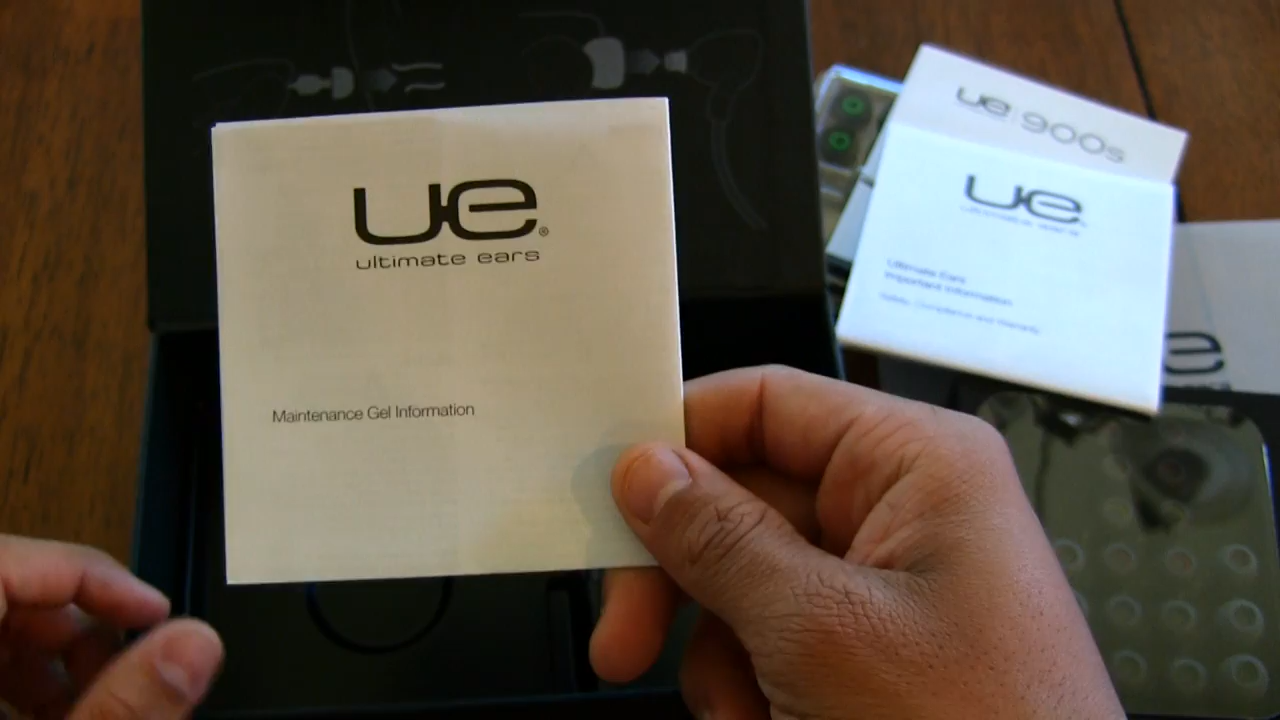 ue®
ultimate ears
Maintenance Gel Information
ue 900s
ue
ultimate ears
Ultimate Ears
Important Information
Safety, Compliance and Warranty
e